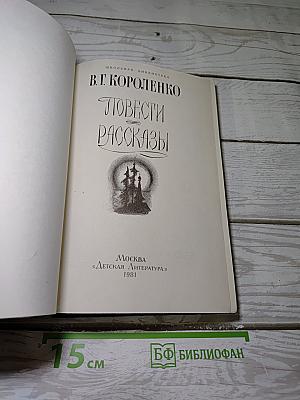 ШКОЛЬНАЯ БИБЛИОТЕКА
В.Г. КОРОЛЕНКО
ПОВЕСТИ
РАССКАЗЫ
МОСКВА
«ДЕТСКАЯ ЛИТЕРАТУРА»
1981
15 СМ
БФ БИБЛИОФАН